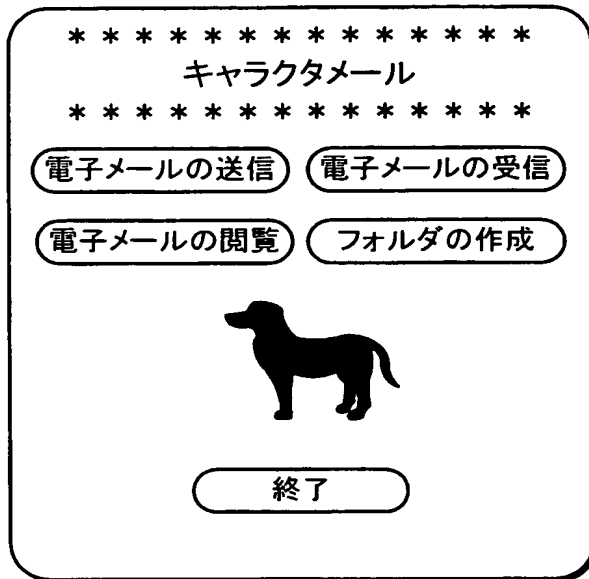 * * * * * * * * * * * * * * *
キャラクタメール
* * * * * * * * * * * * * * *
電子メールの送信 電子メールの受信
電子メールの閲覧 フォルダの作成
終了